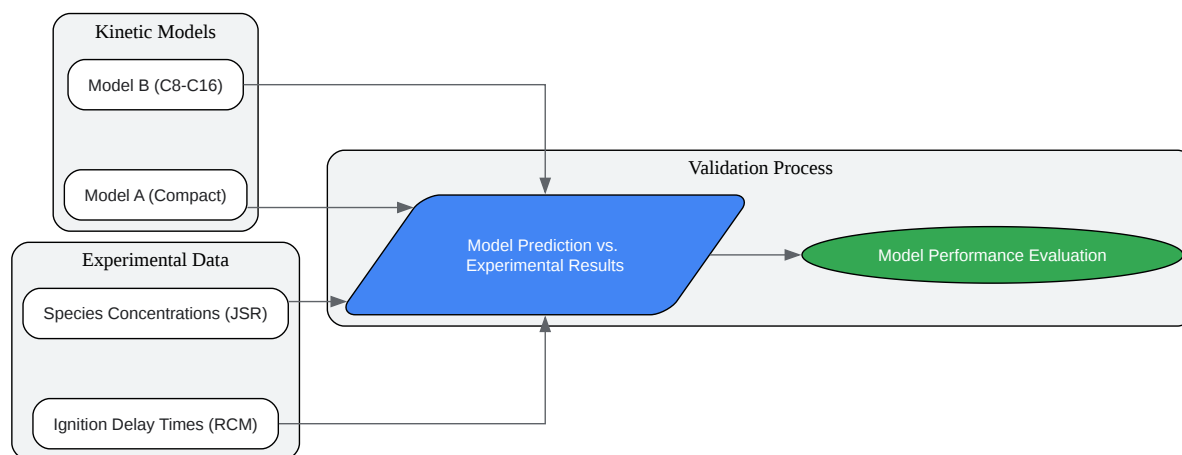 Kinetic Models
Model B (C8-C16)
Model A (Compact)
Experimental Data
Species Concentrations (JSR)
Ignition Delay Times (RCM)
Validation Process
Model Prediction vs.
Experimental Results
Model Performance Evaluation